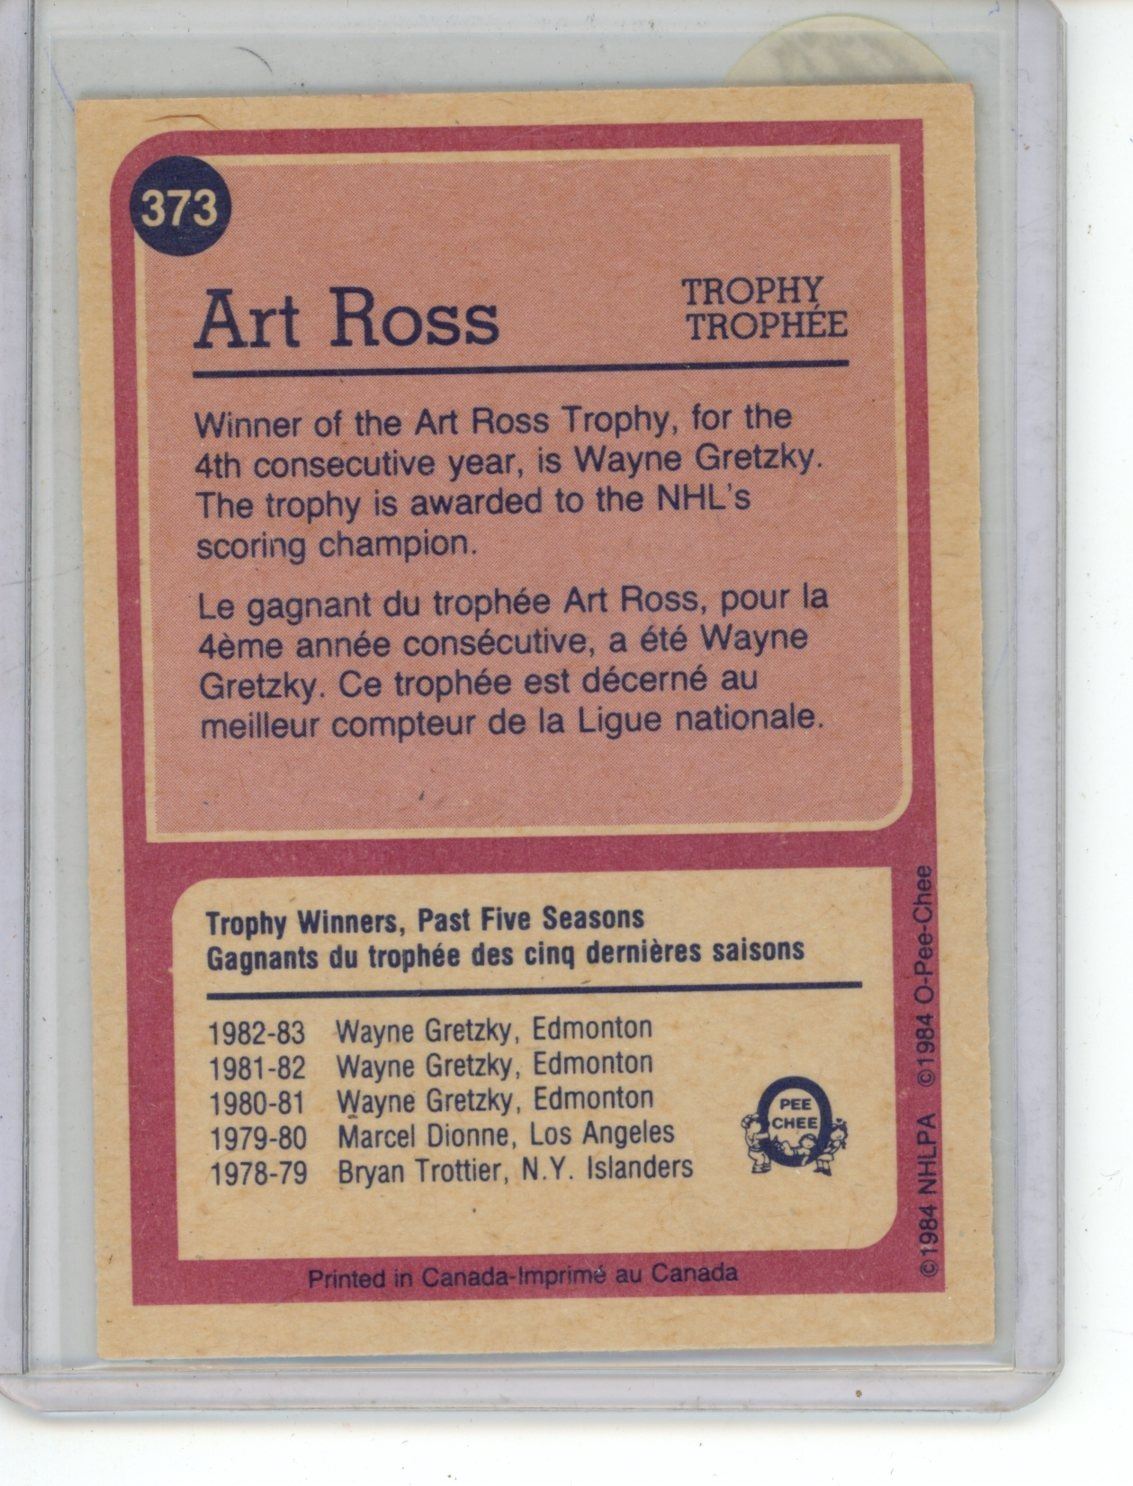 373
Art Ross
TROPHY
TROPHÉE
Winner of the Art Ross Trophy, for the
4th consecutive year, is Wayne Gretzky.
The trophy is awarded to the NHL's
scoring champion.
Le gagnant du trophée Art Ross, pour la
4ème année consécutive, a été Wayne
Gretzky. Ce trophée est décerné au
meilleur compteur de la Ligue nationale.
Trophy Winners, Past Five Seasons
Gagnants du trophée des cinq dernières saisons
1982-83 Wayne Gretzky, Edmonton
1981-82 Wayne Gretzky, Edmonton
1980-81 Wayne Gretzky, Edmonton
1979-80 Marcel Dionne, Los Angeles
1978-79 Bryan Trottier, N.Y. Islanders
O
PEE
CHEE
Printed in Canada-Imprimé au Canada
©1984 NHLPA ©1984 O-Pee-Chee